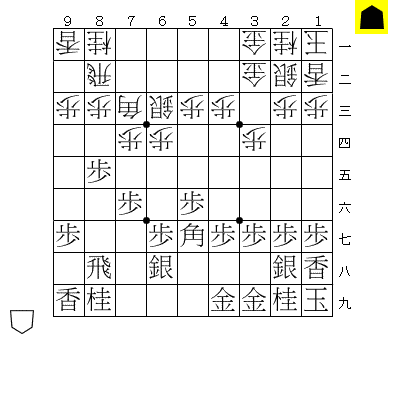 9 8 7 6 5 4 3 2 1
香 桂 金 桂 王 一
飛 金 銀 香 二
歩 歩 角 銀 歩 歩 歩 歩 三
歩 歩 歩 四
歩 五
歩 歩 六
歩 歩 角 歩 歩 歩 歩 七
飛 銀 銀 香 八
香 桂 金 金 桂 玉 九